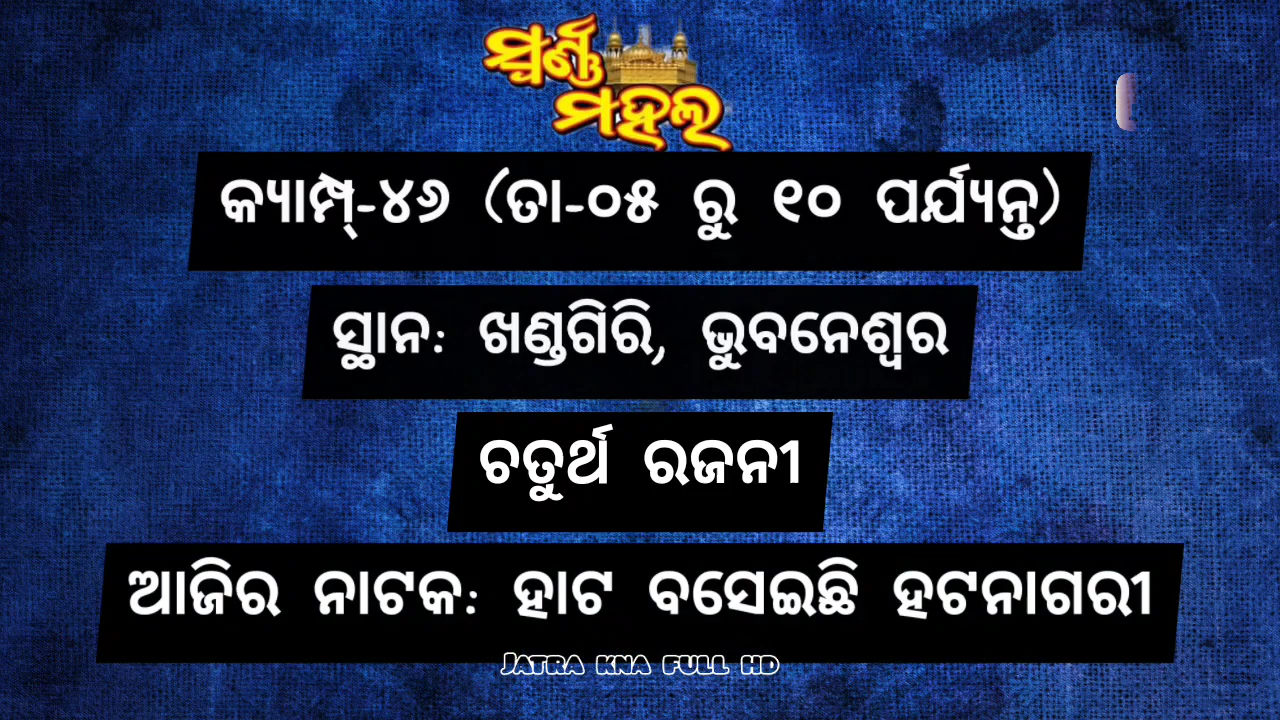 ସ୍ୱର୍ଣ୍ଣ
ମହଲ
କ୍ୟାମ୍ପ୍-୪୬ (ତା-୦୫ ରୁ ୧୦ ପର୍ଯ୍ୟନ୍ତ)
ସ୍ଥାନ: ଖଣ୍ଡଗିରି, ଭୁବନେଶ୍ୱର
ଚତୁର୍ଥ ରଜନୀ
ଆଜିର ନାଟକ: ହାଟ ବସେଇଛି ହଟନାଗରୀ
JATRA KNA FULL HD